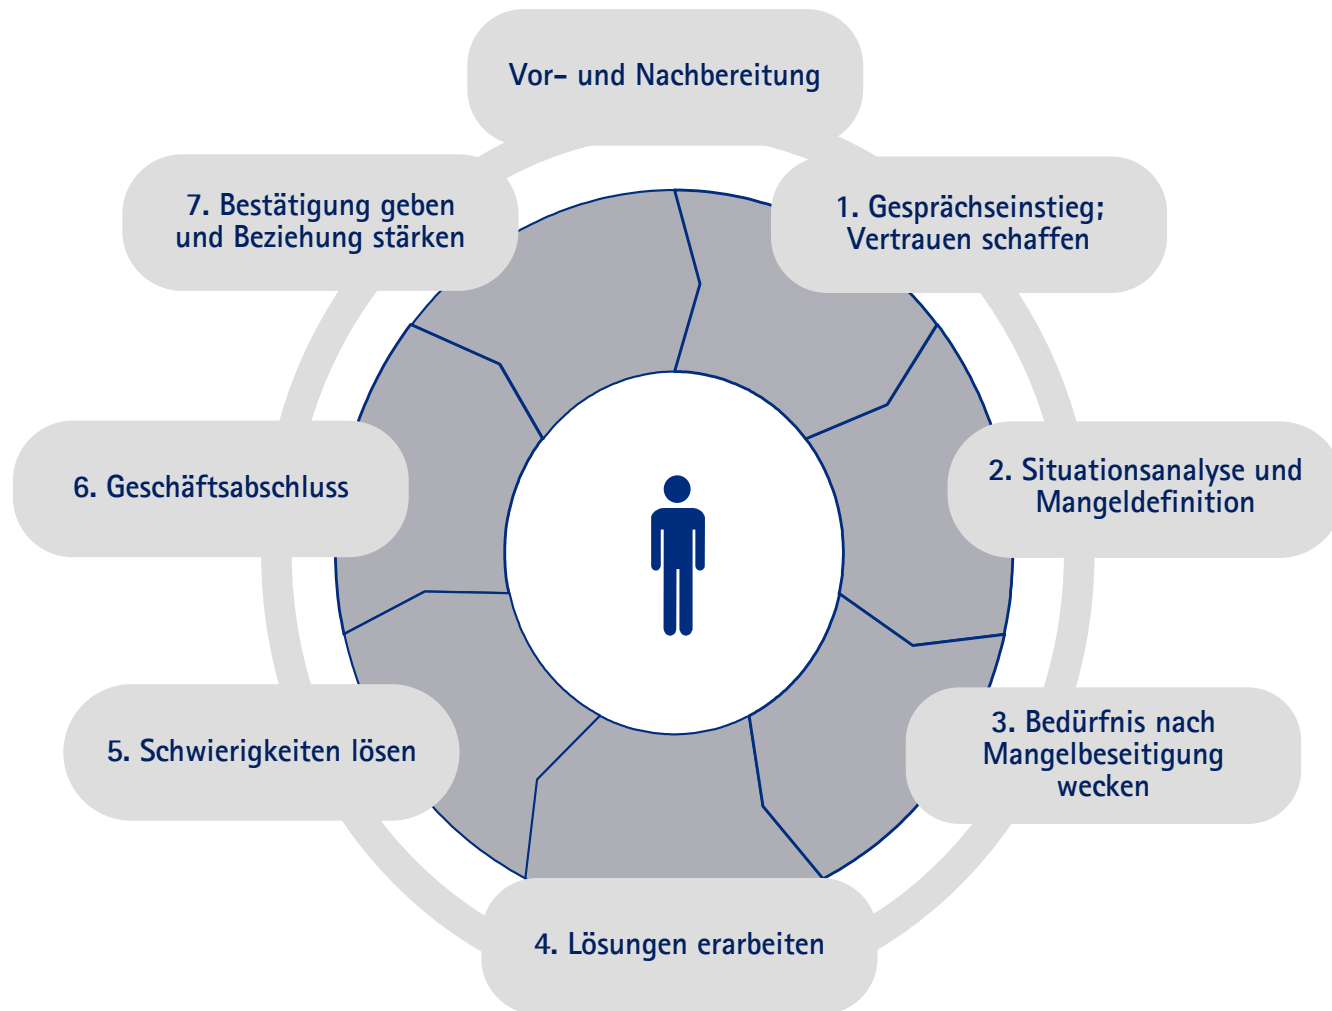 Vor- und Nachbereitung
1. Gesprächseinstieg;
Vertrauen schaffen
2. Situationsanalyse und
Mangeldefinition
3. Bedürfnis nach
Mangelbeseitigung
wecken
4. Lösungen erarbeiten
5. Schwierigkeiten lösen
6. Geschäftsabschluss
7. Bestätigung geben
und Beziehung stärken